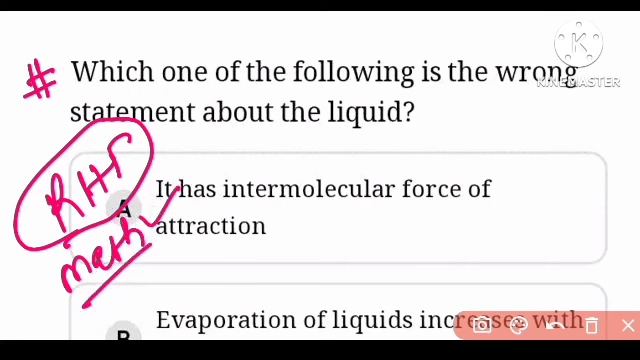 # Which one of the following is the wrong
statement about the liquid?
KINEMASTER
K
RHF
math
A It has intermolecular force of
attraction
B Evaporation of liquids increases with